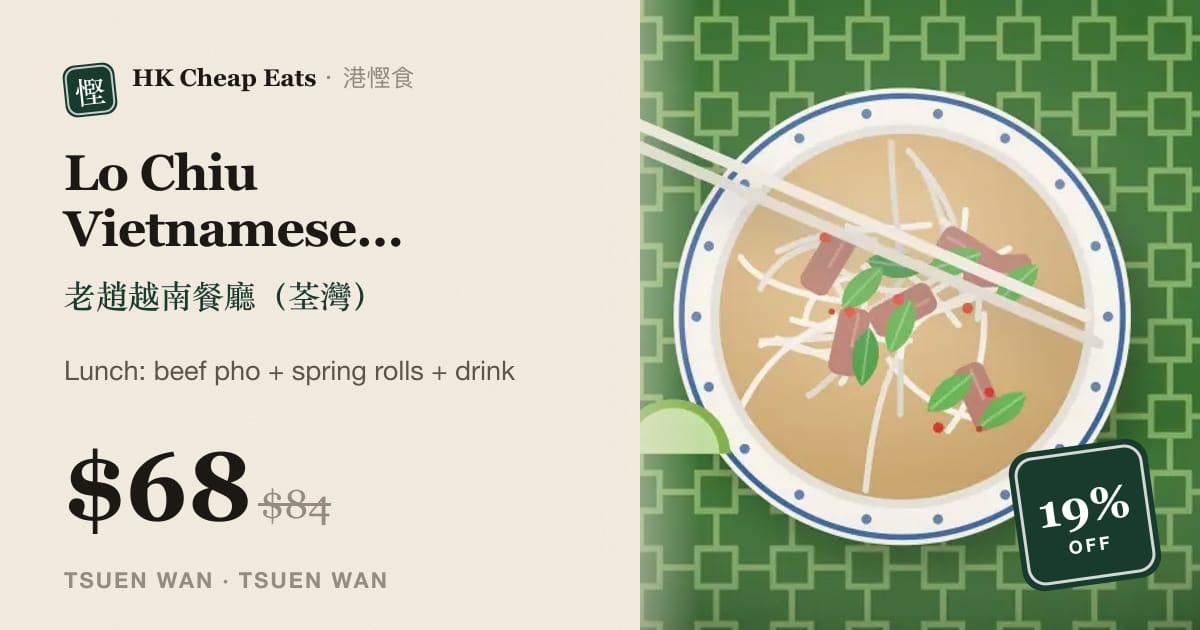 慳
HK Cheap Eats · 港慳食
Lo Chiu
Vietnamese...
老趙越南餐廳（荃灣）
Lunch: beef pho + spring rolls + drink
$68 $84
TSUEN WAN · TSUEN WAN
19%
OFF